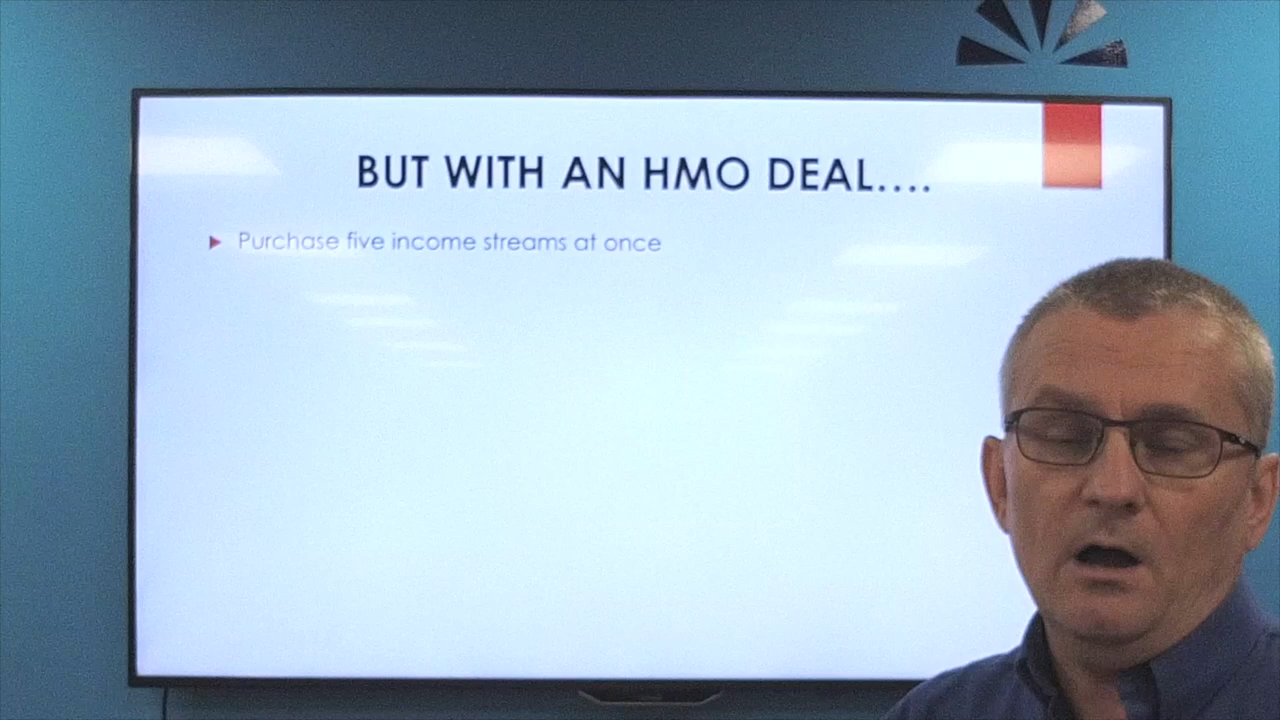 BUT WITH AN HMO DEAL....
Purchase five income streams at once